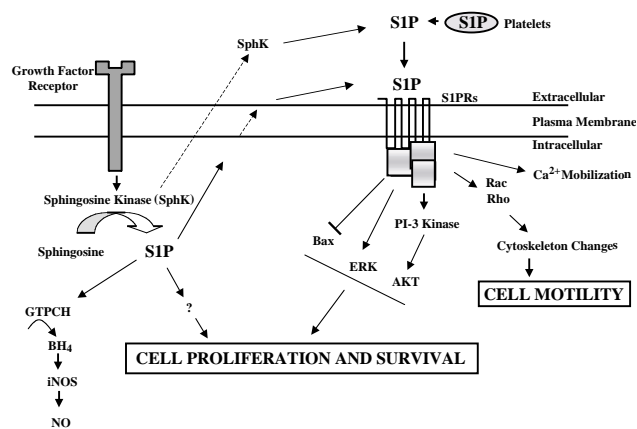 S1P
S1P
Platelets
SphK
Growth Factor
Receptor
S1P
S1PRs
Extracellular
Plasma Membrane
Intracellular
Ca2+ Mobilization
Rac
Rho
Sphingosine Kinase (SphK)
PI-3 Kinase
Bax
Sphingosine
S1P
Cytoskeleton Changes
ERK
AKT
CELL MOTILITY
GTPCH
?
BH4
CELL PROLIFERATION AND SURVIVAL
iNOS
NO